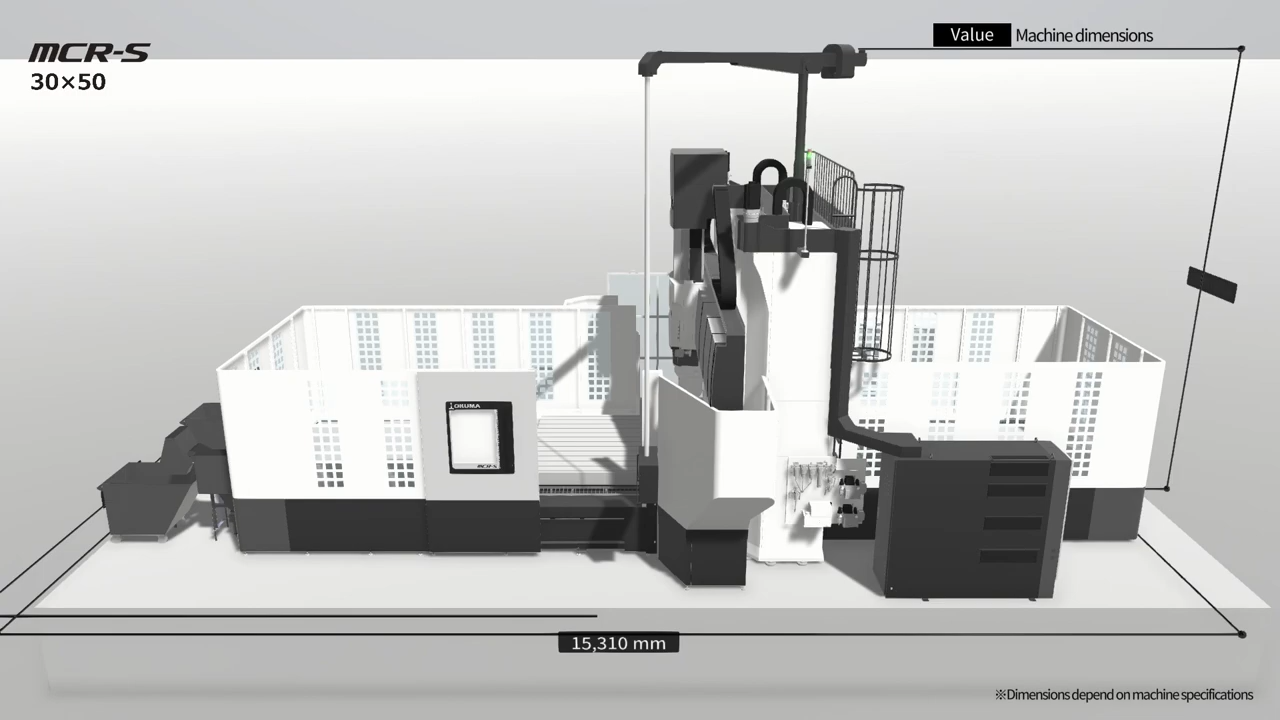 MCR-S
30×50
Value Machine dimensions
OKUMA
MCR-S
15,310 mm
※Dimensions depend on machine specifications